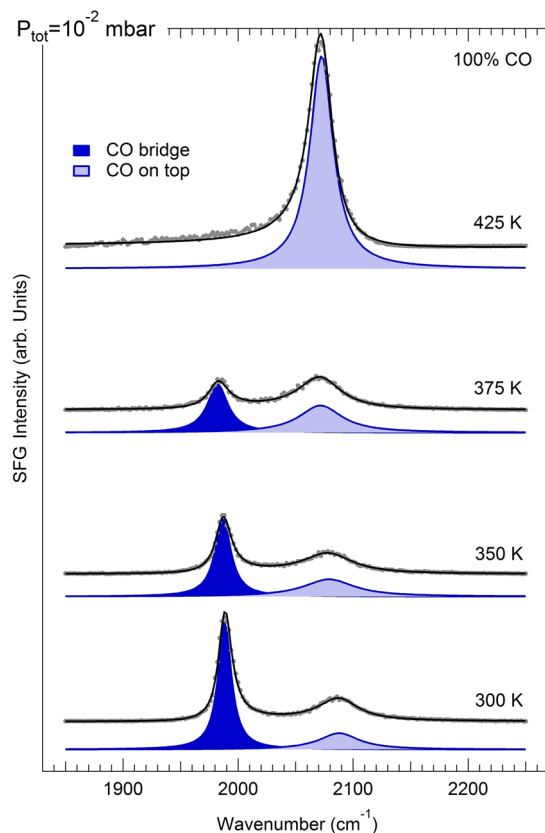 P_tot=10^-2 mbar
100% CO
CO bridge
CO on top
425 K
375 K
350 K
300 K
SFG Intensity (arb. Units)
1900 2000 2100 2200
Wavenumber (cm^-1)